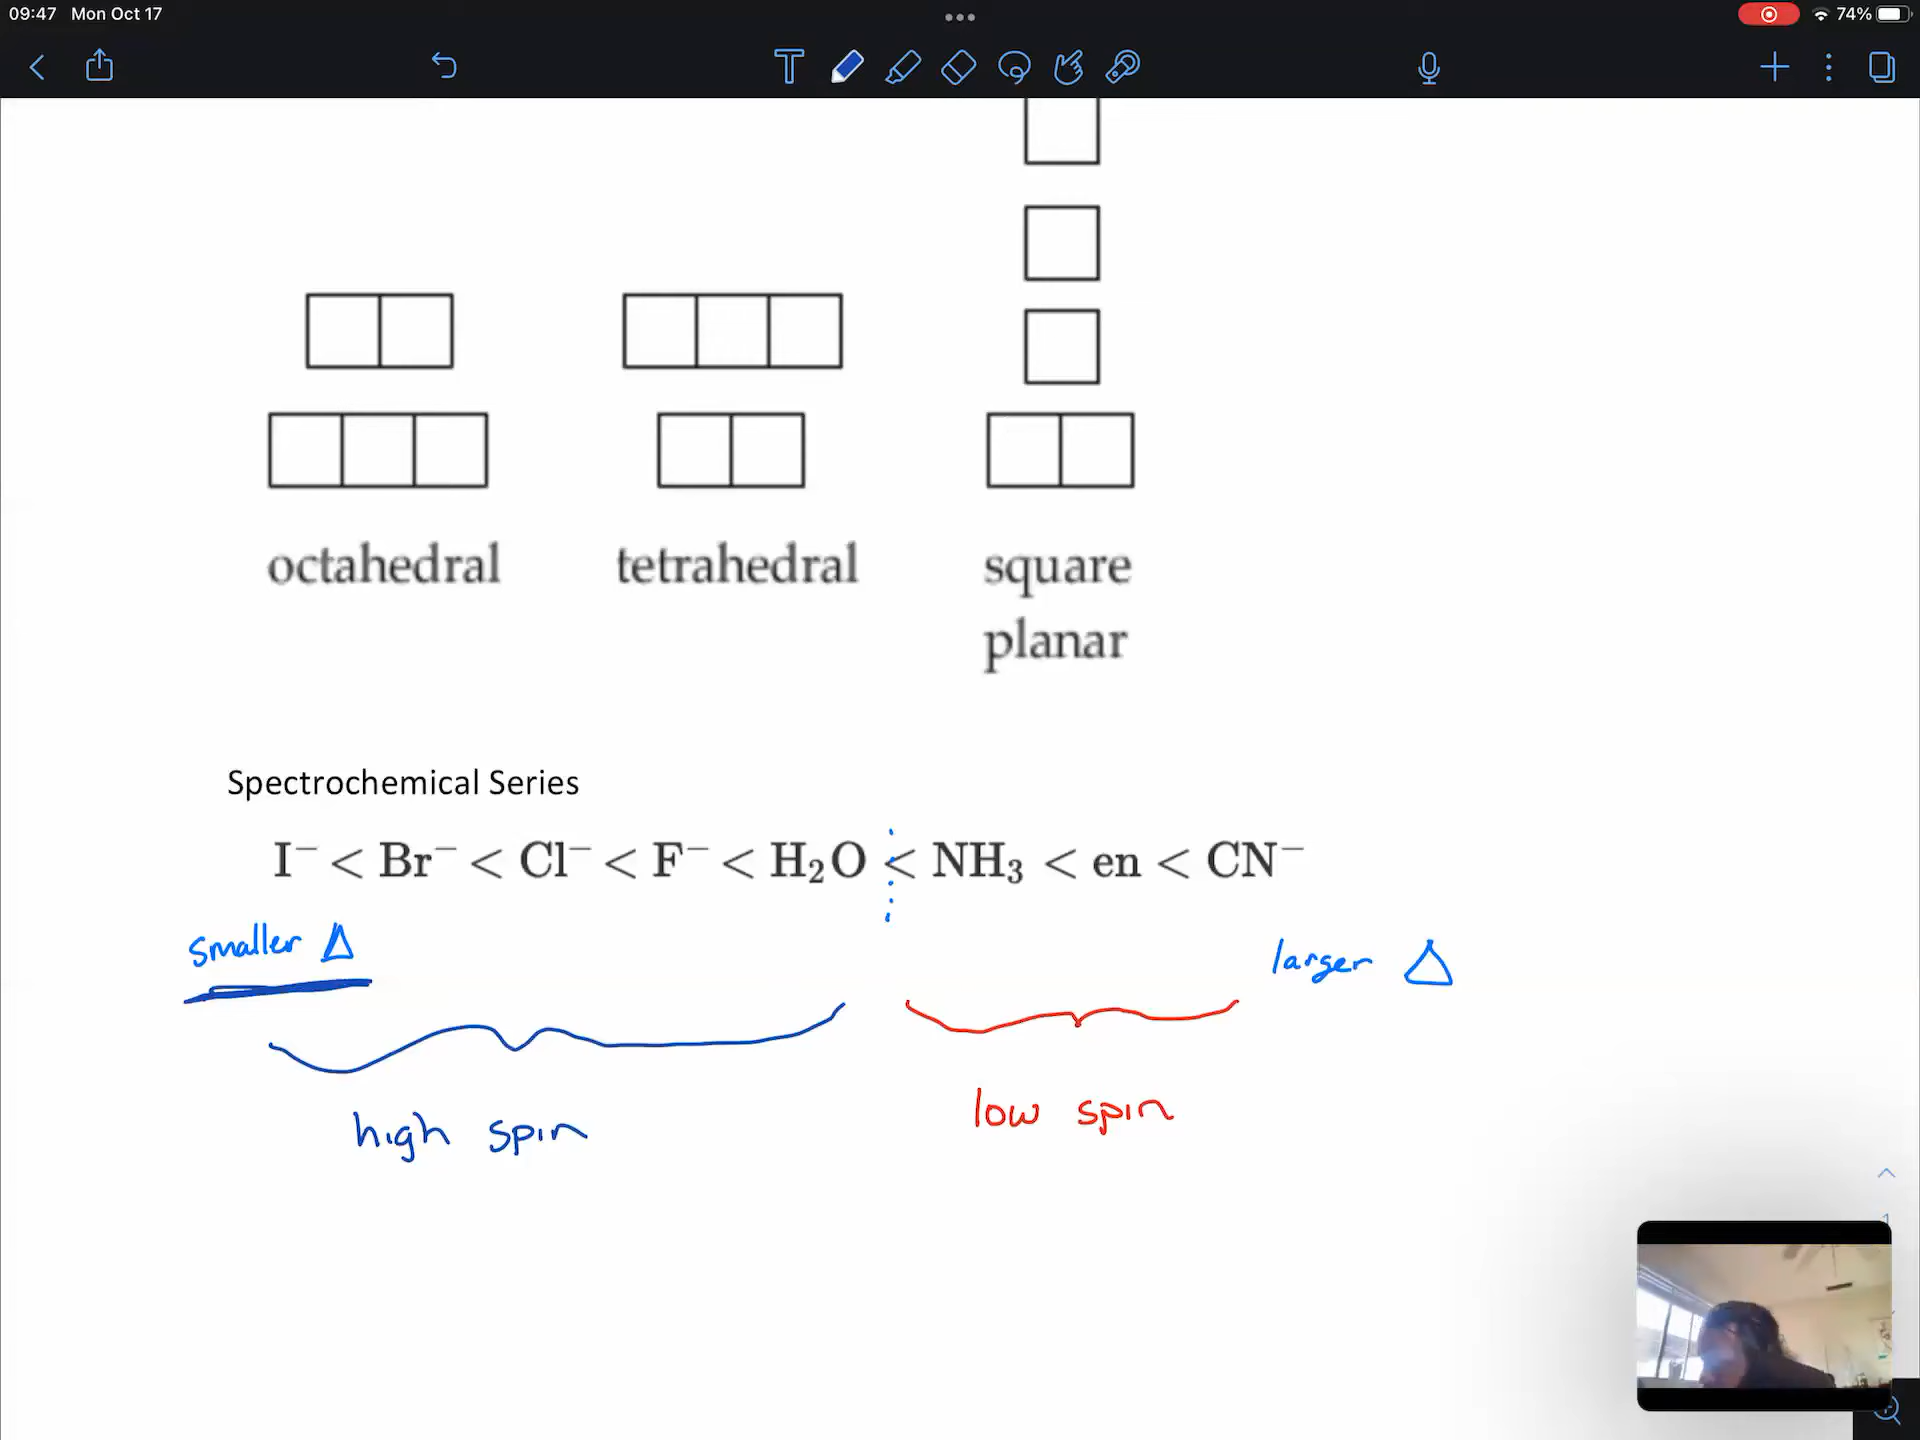 09:47 Mon Oct 17
74%
octahedral
tetrahedral
square
planar
Spectrochemical Series
I⁻ < Br⁻ < Cl⁻ < F⁻ < H₂O < NH₃ < en < CN⁻
smaller Δ
larger Δ
high spin
low spin